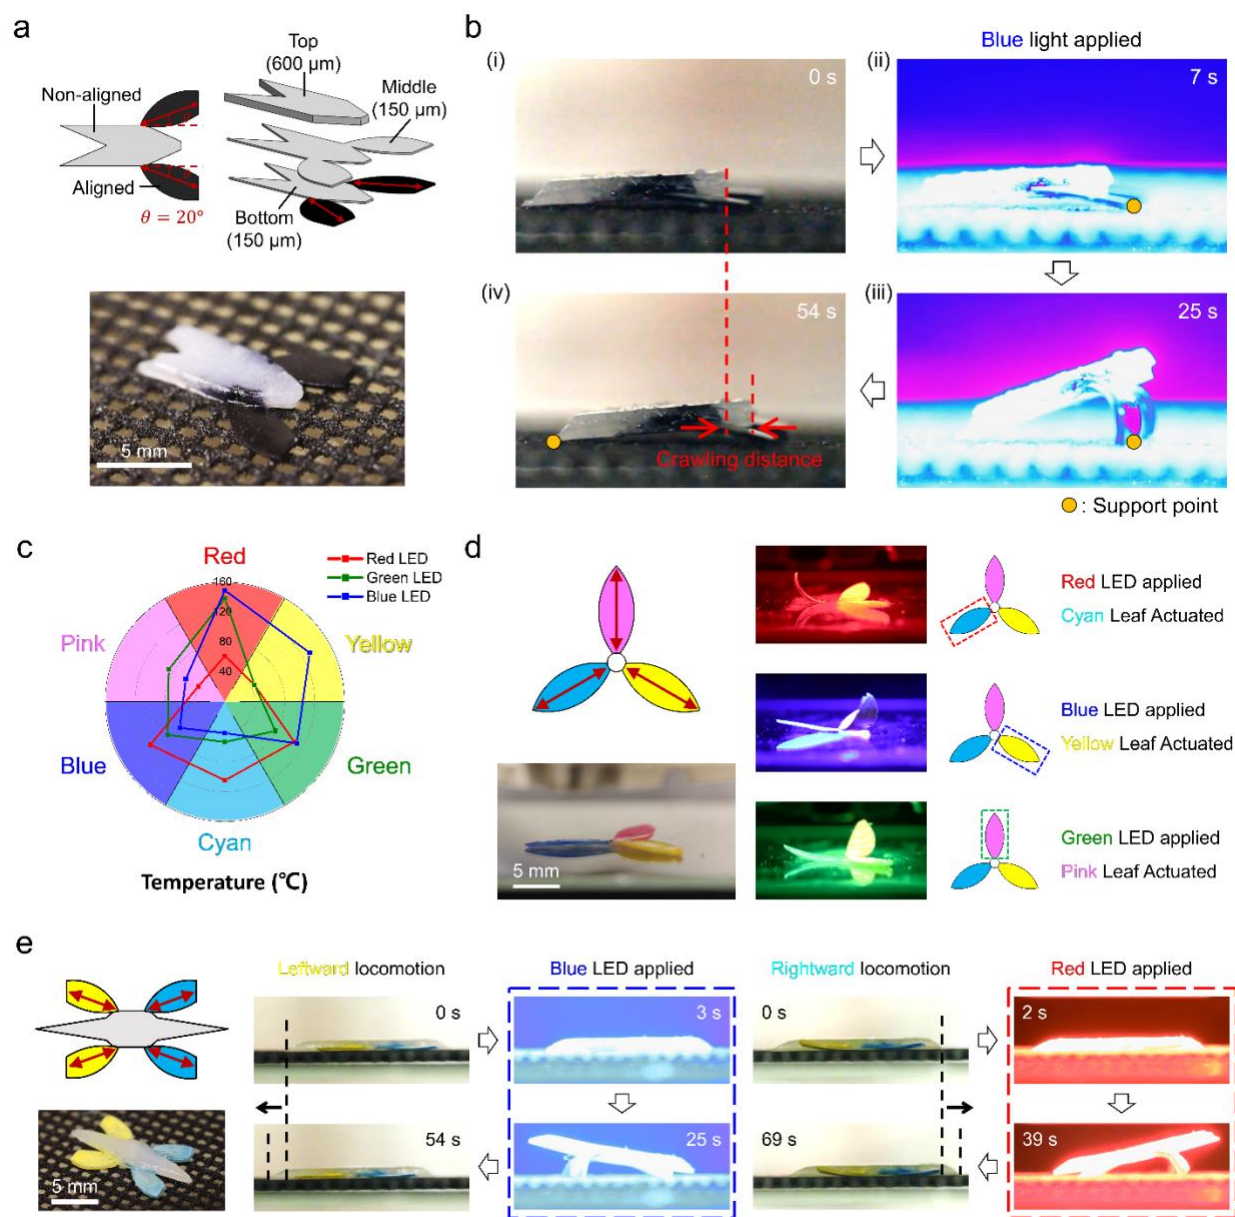 a
Top
(600 µm)
Middle
(150 µm)
Non-aligned
θ
θ
Aligned
θ = 20°
Bottom
(150 µm)
5 mm
b
Blue light applied
(i)
0 s
(ii)
7 s
(iv)
54 s
Crawling distance
(iii)
25 s
: Support point
c
Red
Yellow
Green
Cyan
Blue
Pink
160
120
80
40
Red LED
Green LED
Blue LED
Temperature (℃)
d
5 mm
Red LED applied
Cyan Leaf Actuated
Blue LED applied
Yellow Leaf Actuated
Green LED applied
Pink Leaf Actuated
e
5 mm
Leftward locomotion
Blue LED applied
Rightward locomotion
Red LED applied
0 s
3 s
0 s
2 s
54 s
25 s
69 s
39 s